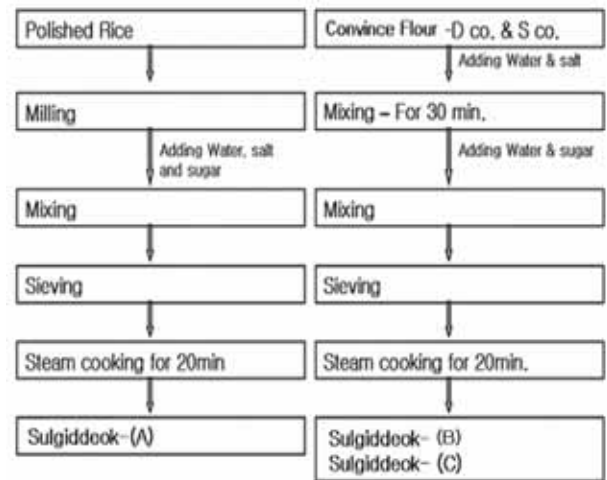 Polished Rice
Milling
Adding Water, salt
and sugar
Mixing
Sieving
Steam cooking for 20min
Sulgiddeok-(A)
Convince Flour -D co. & S co.
Adding Water & salt
Mixing - For 30 min.
Adding Water & sugar
Mixing
Sieving
Steam cooking for 20min.
Sulgiddeok- (B)
Sulgiddeok- (C)